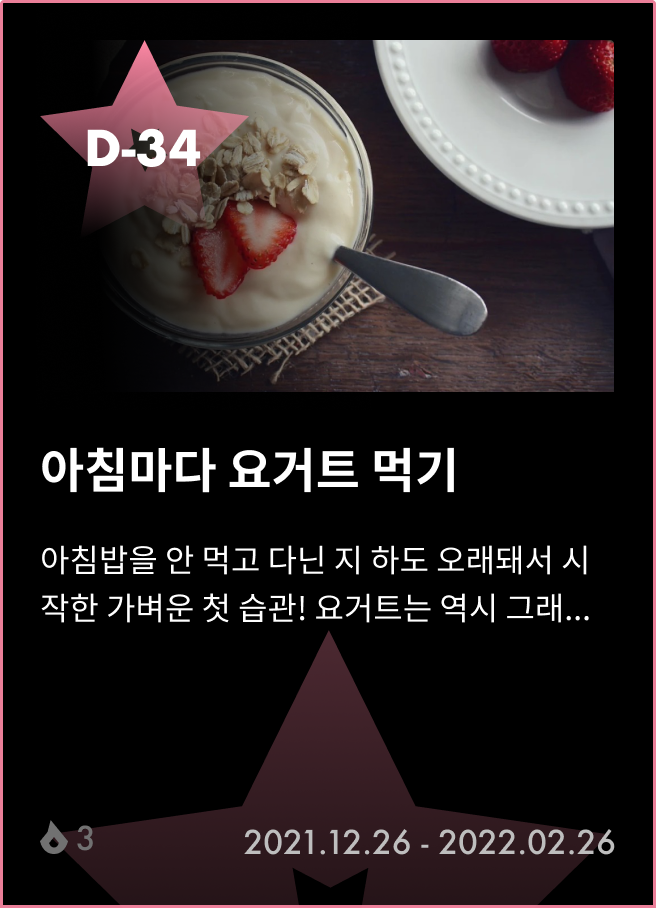 D-34
아침마다 요거트 먹기
아침밥을 안 먹고 다닌 지 하도 오래돼서 시
작한 가벼운 첫 습관! 요거트는 역시 그래...
3
2021.12.26 - 2022.02.26